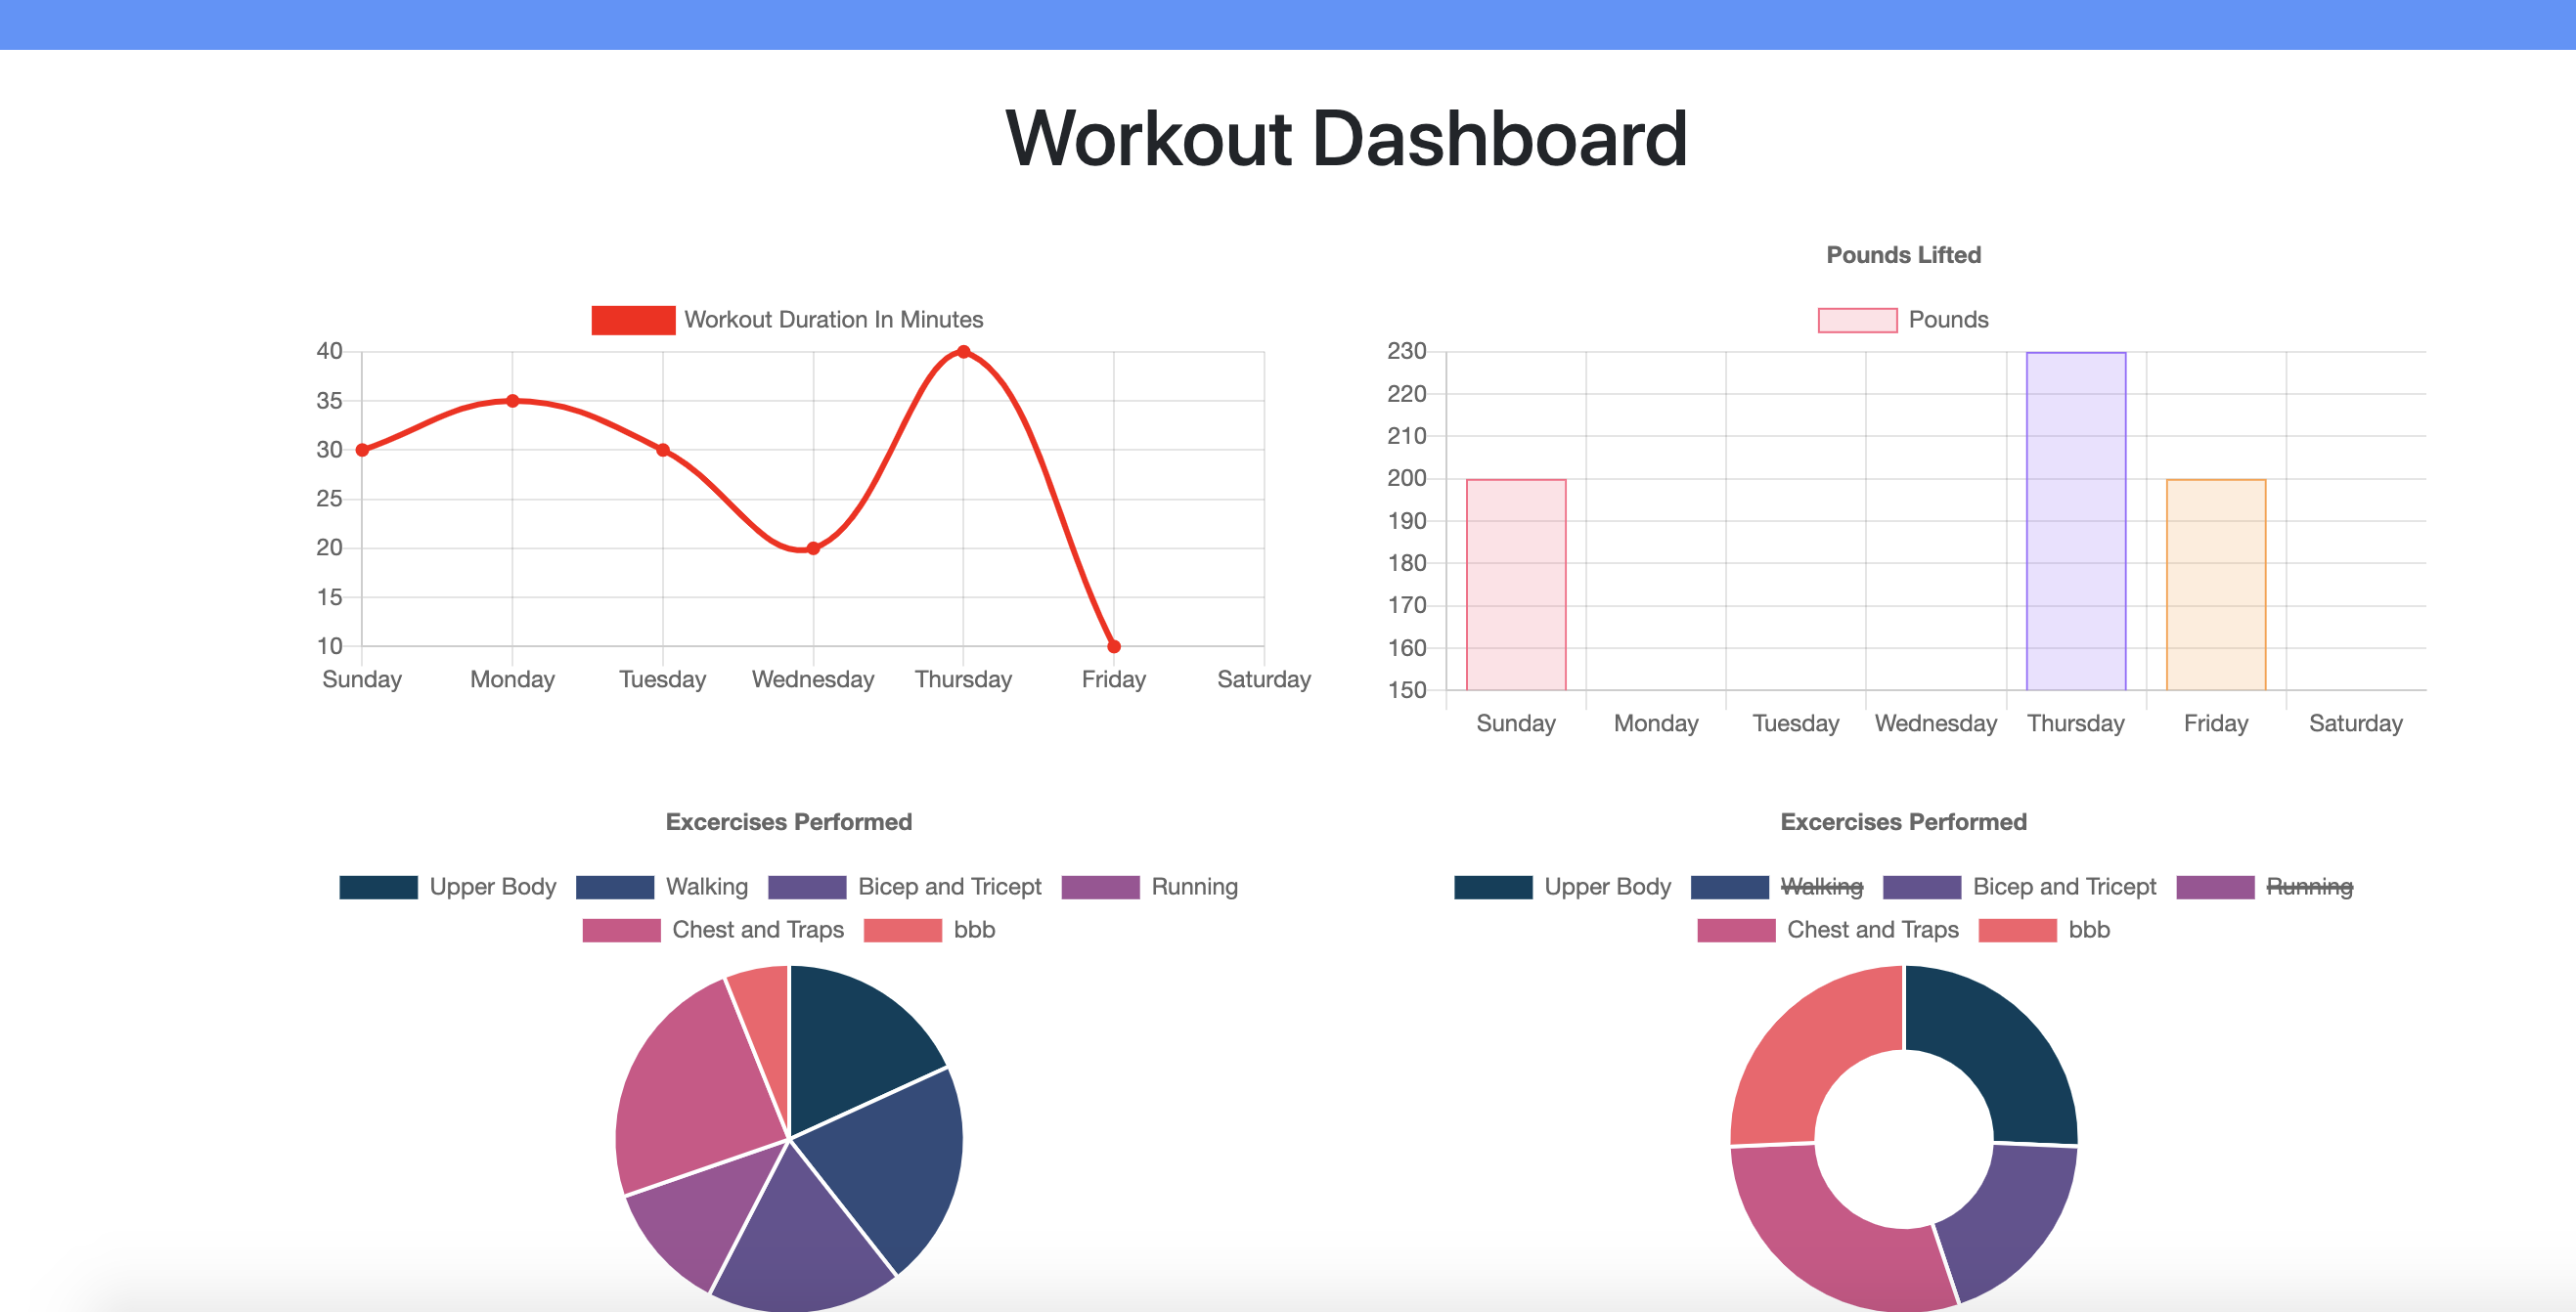 Workout Dashboard
Workout Duration In Minutes
40
35
30
25
20
15
10
Sunday Monday Tuesday Wednesday Thursday Friday Saturday
Pounds Lifted
Pounds
230
220
210
200
190
180
170
160
150
Sunday Monday Tuesday Wednesday Thursday Friday Saturday
Excercises Performed
Upper Body Walking Bicep and Tricept Running
Chest and Traps bbb
Excercises Performed
Upper Body Walking Bicep and Tricept Running
Chest and Traps bbb